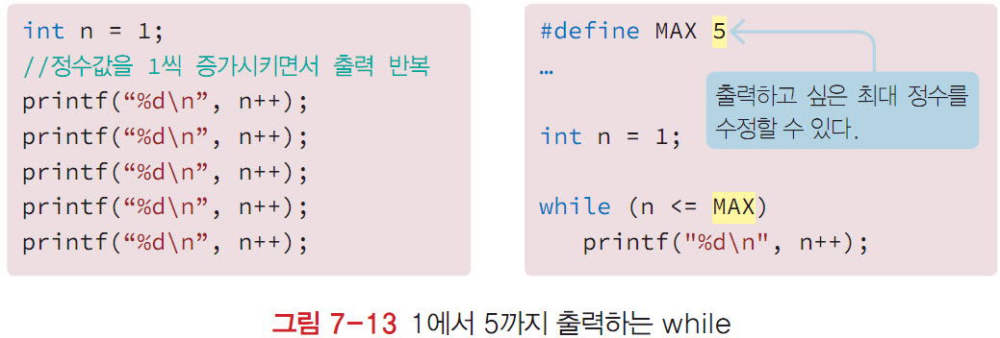 int n = 1;
//정수값을 1씩 증가시키면서 출력 반복
printf(“%d\n”, n++);
printf(“%d\n”, n++);
printf(“%d\n”, n++);
printf(“%d\n”, n++);
printf(“%d\n”, n++);
#define MAX 5
…
출력하고 싶은 최대 정수를
수정할 수 있다.
int n = 1;
while (n <= MAX)
printf("%d\n", n++);
그림 7-13 1에서 5까지 출력하는 while